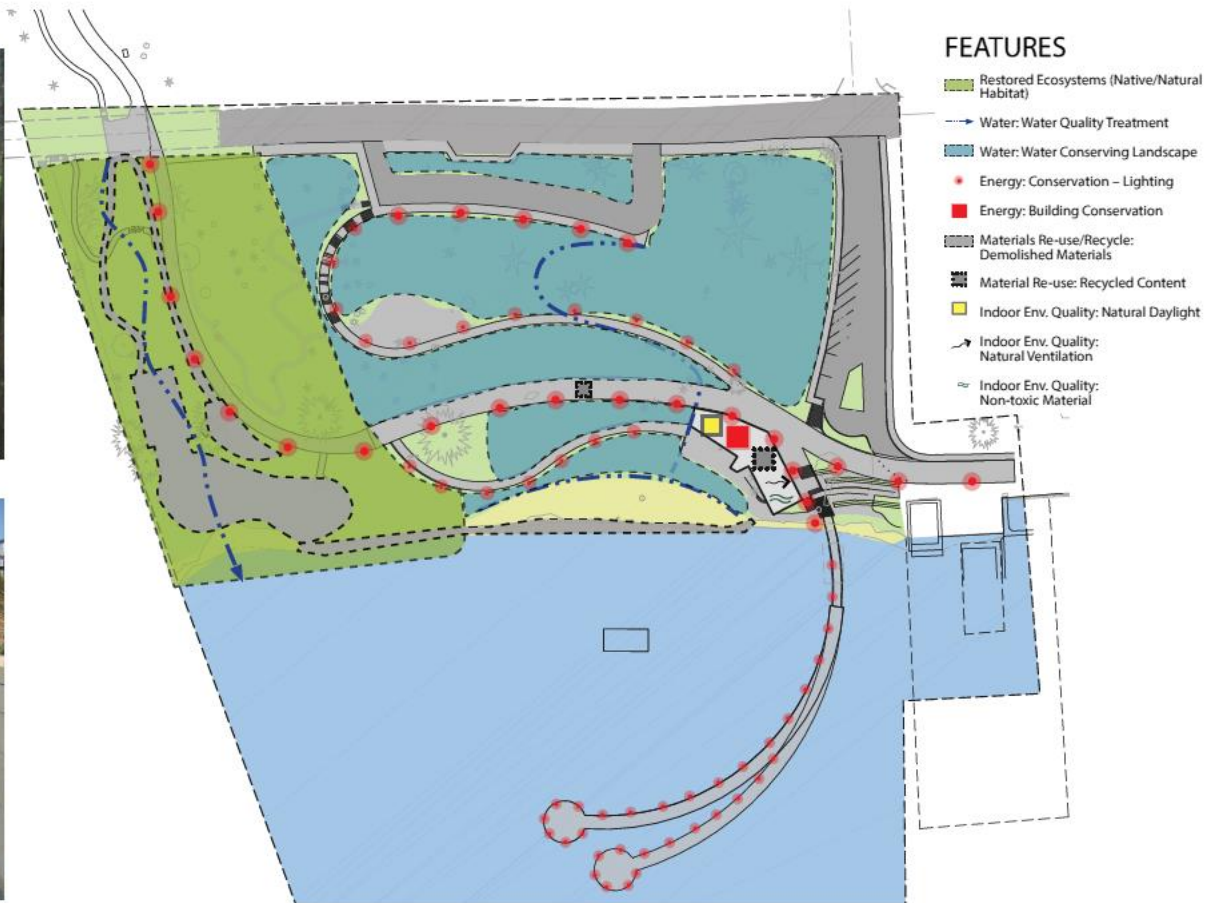 FEATURES
Restored Ecosystems (Native/Natural
Habitat)
Water: Water Quality Treatment
Water: Water Conserving Landscape
Energy: Conservation – Lighting
Energy: Building Conservation
Materials Re-use/Recycle:
Demolished Materials
Material Re-use: Recycled Content
Indoor Env. Quality: Natural Daylight
Indoor Env. Quality:
Natural Ventilation
Indoor Env. Quality:
Non-toxic Material